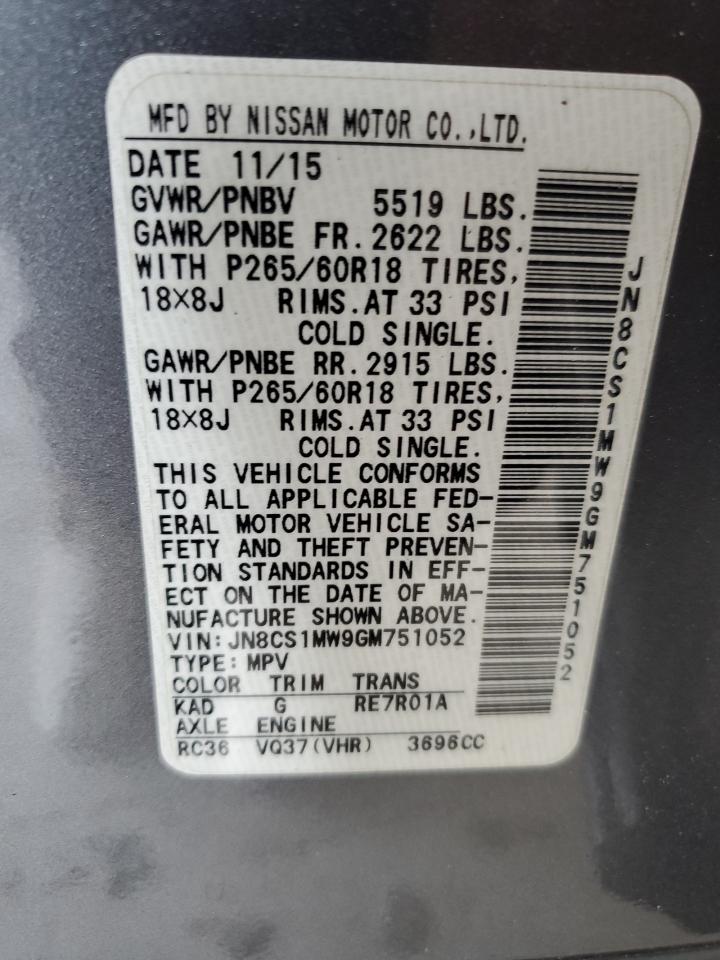 MFD BY NISSAN MOTOR CO.,LTD.
DATE 11/15
GVWR/PNBV 5519 LBS.
GAWR/PNBE FR. 2622 LBS.
WITH P265/60R18 TIRES,
18X8J RIMS.AT 33 PSI
COLD SINGLE.
GAWR/PNBE RR. 2915 LBS.
WITH P265/60R18 TIRES,
18X8J RIMS.AT 33 PSI
COLD SINGLE.
THIS VEHICLE CONFORMS
TO ALL APPLICABLE FED-
ERAL MOTOR VEHICLE SA-
FETY AND THEFT PREVEN-
TION STANDARDS IN EFF-
ECT ON THE DATE OF MA-
NUFACTURE SHOWN ABOVE.
VIN: JN8CS1MW9GM751052
TYPE: MPV
COLOR TRIM TRANS
KAD G RE7R01A
AXLE ENGINE
RC36 VQ37(VHR) 3696CC
JN8CS1MW9GM751052